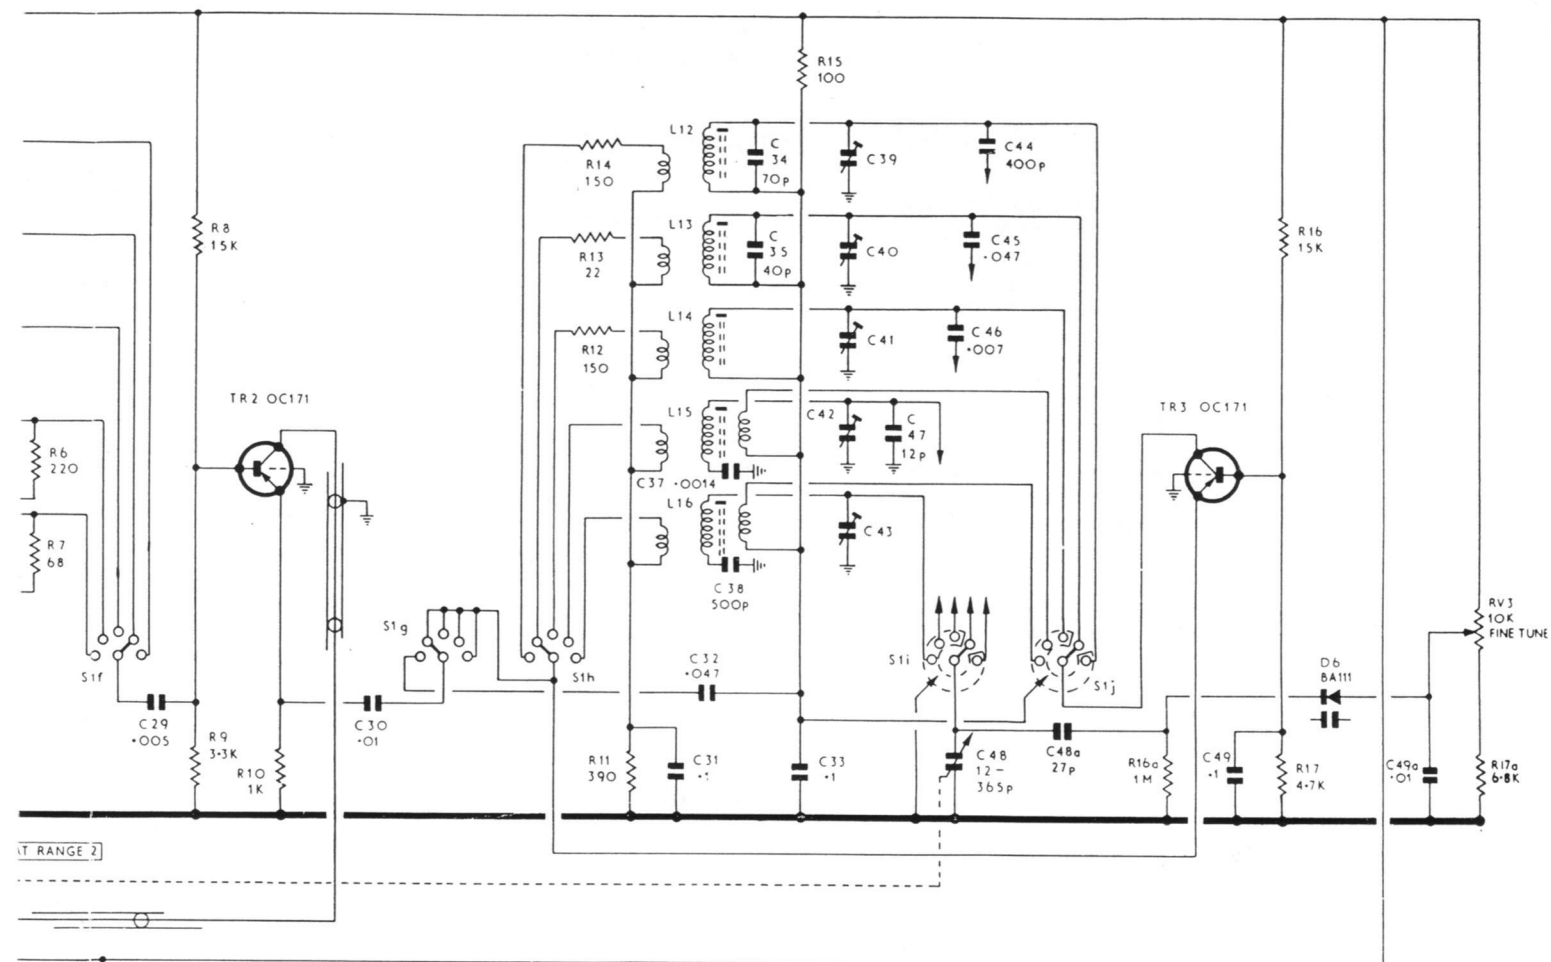 R15
100
L12
R14
150
C
34
70p
C39
C44
400p
R8
15K
L13
R13
22
C
35
40p
C40
C45
·047
R16
15K
L14
R12
150
C41
C46
·007
TR2 OC171
TR3 OC171
L15
C42
C
47
12p
R6
220
C37 ·0014
L16
C43
R7
68
C38
500p
S1g
RV3
10K
FINE TUNE
S1f
S1h
C32
·047
S1i
S1j
D6
BA111
C29
·005
C30
·01
R9
3·3K
R10
1K
R11
390
C31
·1
C33
·1
C48
12–
365p
C48a
27p
R16a
1M
C49
·1
R17
4·7K
C49a
·01
R17a
6·8K
AT RANGE 2